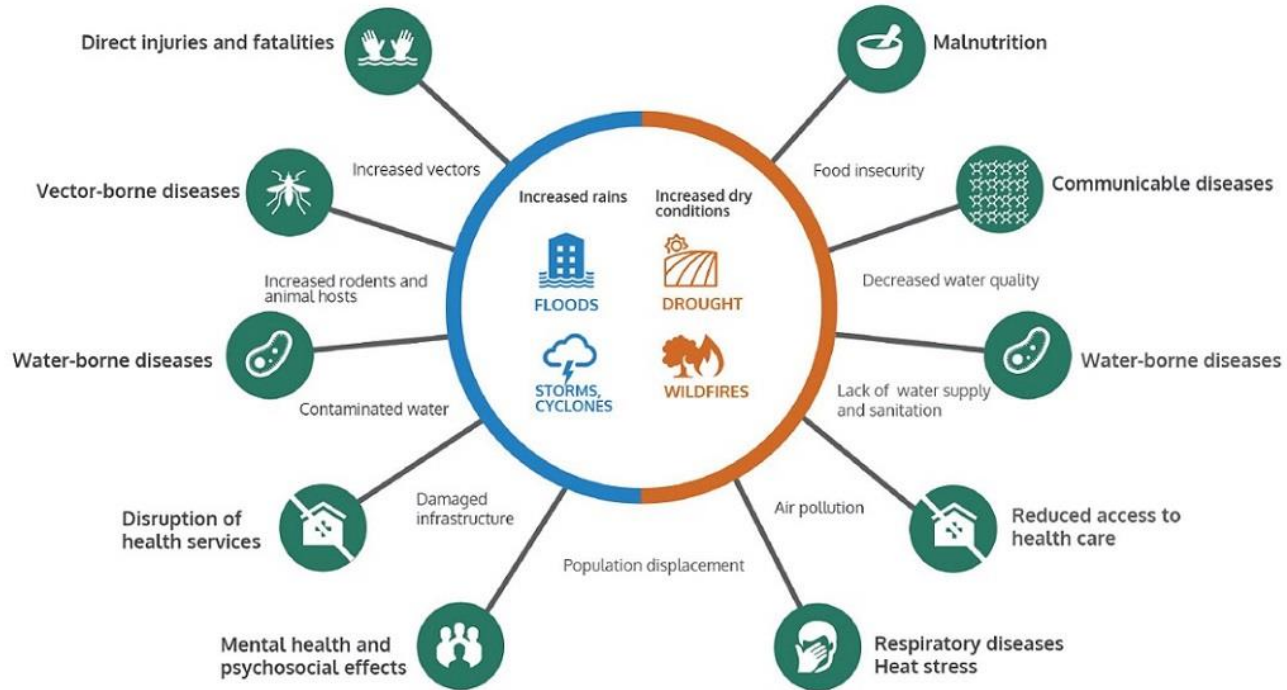 Direct injuries and fatalities
Malnutrition
Increased vectors
Food insecurity
Vector-borne diseases
Communicable diseases
Increased rains
Increased dry
conditions
Increased rodents and
animal hosts
Decreased water quality
FLOODS
DROUGHT
Water-borne diseases
Water-borne diseases
STORMS,
CYCLONES
WILDFIRES
Contaminated water
Lack of water supply
and sanitation
Damaged
infrastructure
Air pollution
Disruption of
health services
Reduced access to
health care
Population displacement
Mental health and
psychosocial effects
Respiratory diseases
Heat stress